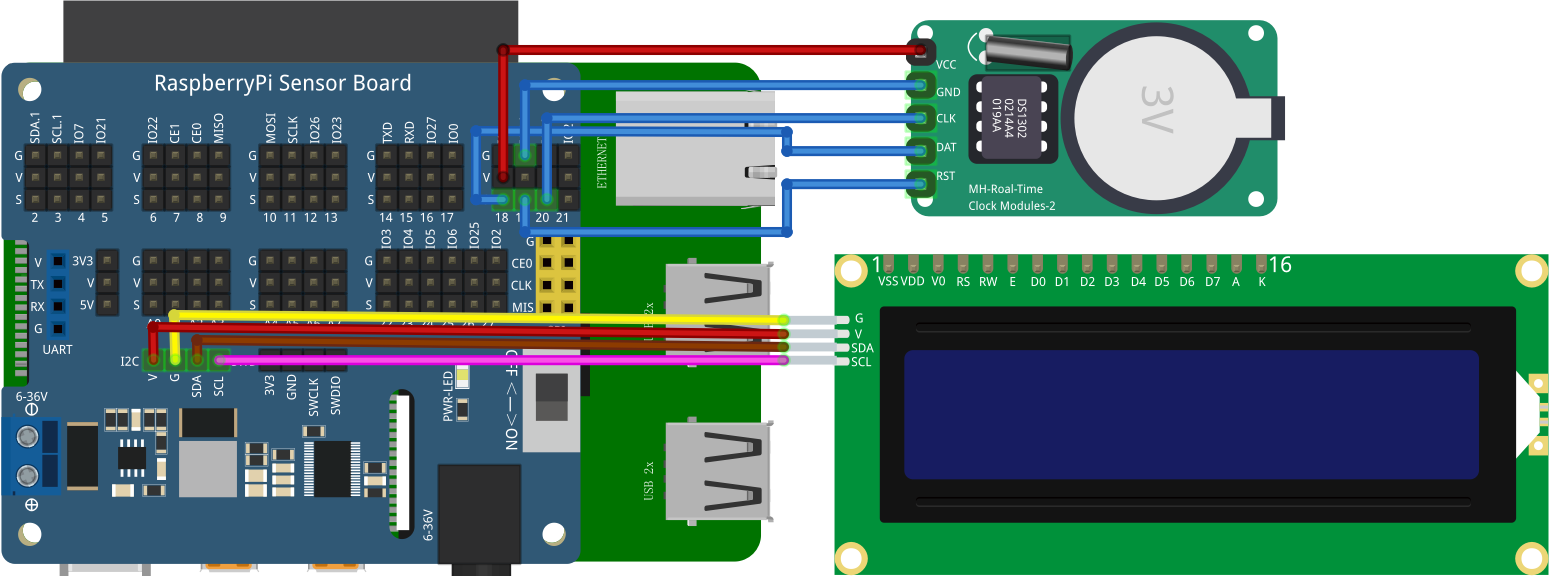 RaspberryPi Sensor Board
SDA.1 SCL.1 IO7 IO21 IO22 CE1 CE0 MISO MOSI SCLK IO26 IO23 TXD RXD IO27 IO0
G G G G G
V V V V V
S S S S
2 3 4 5 6 7 8 9 10 11 12 13 14 15 16 17 18 20 21
ETHERNET
IO3 IO4 IO5 IO6 IO25 IO2
V 3V3 G G G G
TX V V V V CE0
RX 5V S S S CLK
G MIS
UART
I2C
V G SDA SCL
3V3 GND SWCLK SWDIO
PWR-LED
ON
6-36V
6-36V
USB 2x
VCC
GND
CLK
DAT
RST
DS1302
0214A4
019AA
3V
MH-Roal-Time
Clock Modules-2
1 16
VSS VDD V0 RS RW E D0 D1 D2 D3 D4 D5 D6 D7 A K
G
V
SDA
SCL